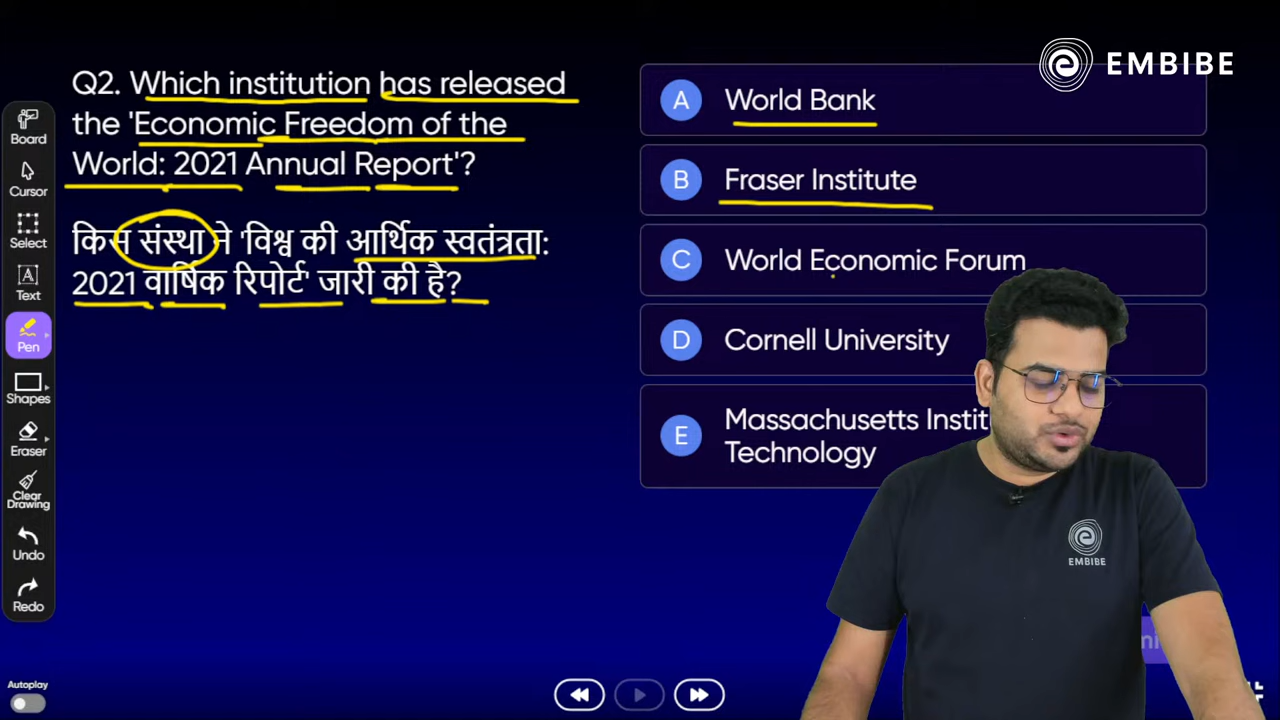 EMBIBE
Q2. Which institution has released
the 'Economic Freedom of the
World: 2021 Annual Report'?
किस संस्था ने 'विश्व की आर्थिक स्वतंत्रता:
2021 वार्षिक रिपोर्ट' जारी की है?
A World Bank
B Fraser Institute
C World Economic Forum
D Cornell University
E Massachusetts
Technology
Board
Cursor
Select
A
Text
Pen
Shapes
Eraser
Clear
Drawing
Undo
Redo
EMBIBE
Autoplay